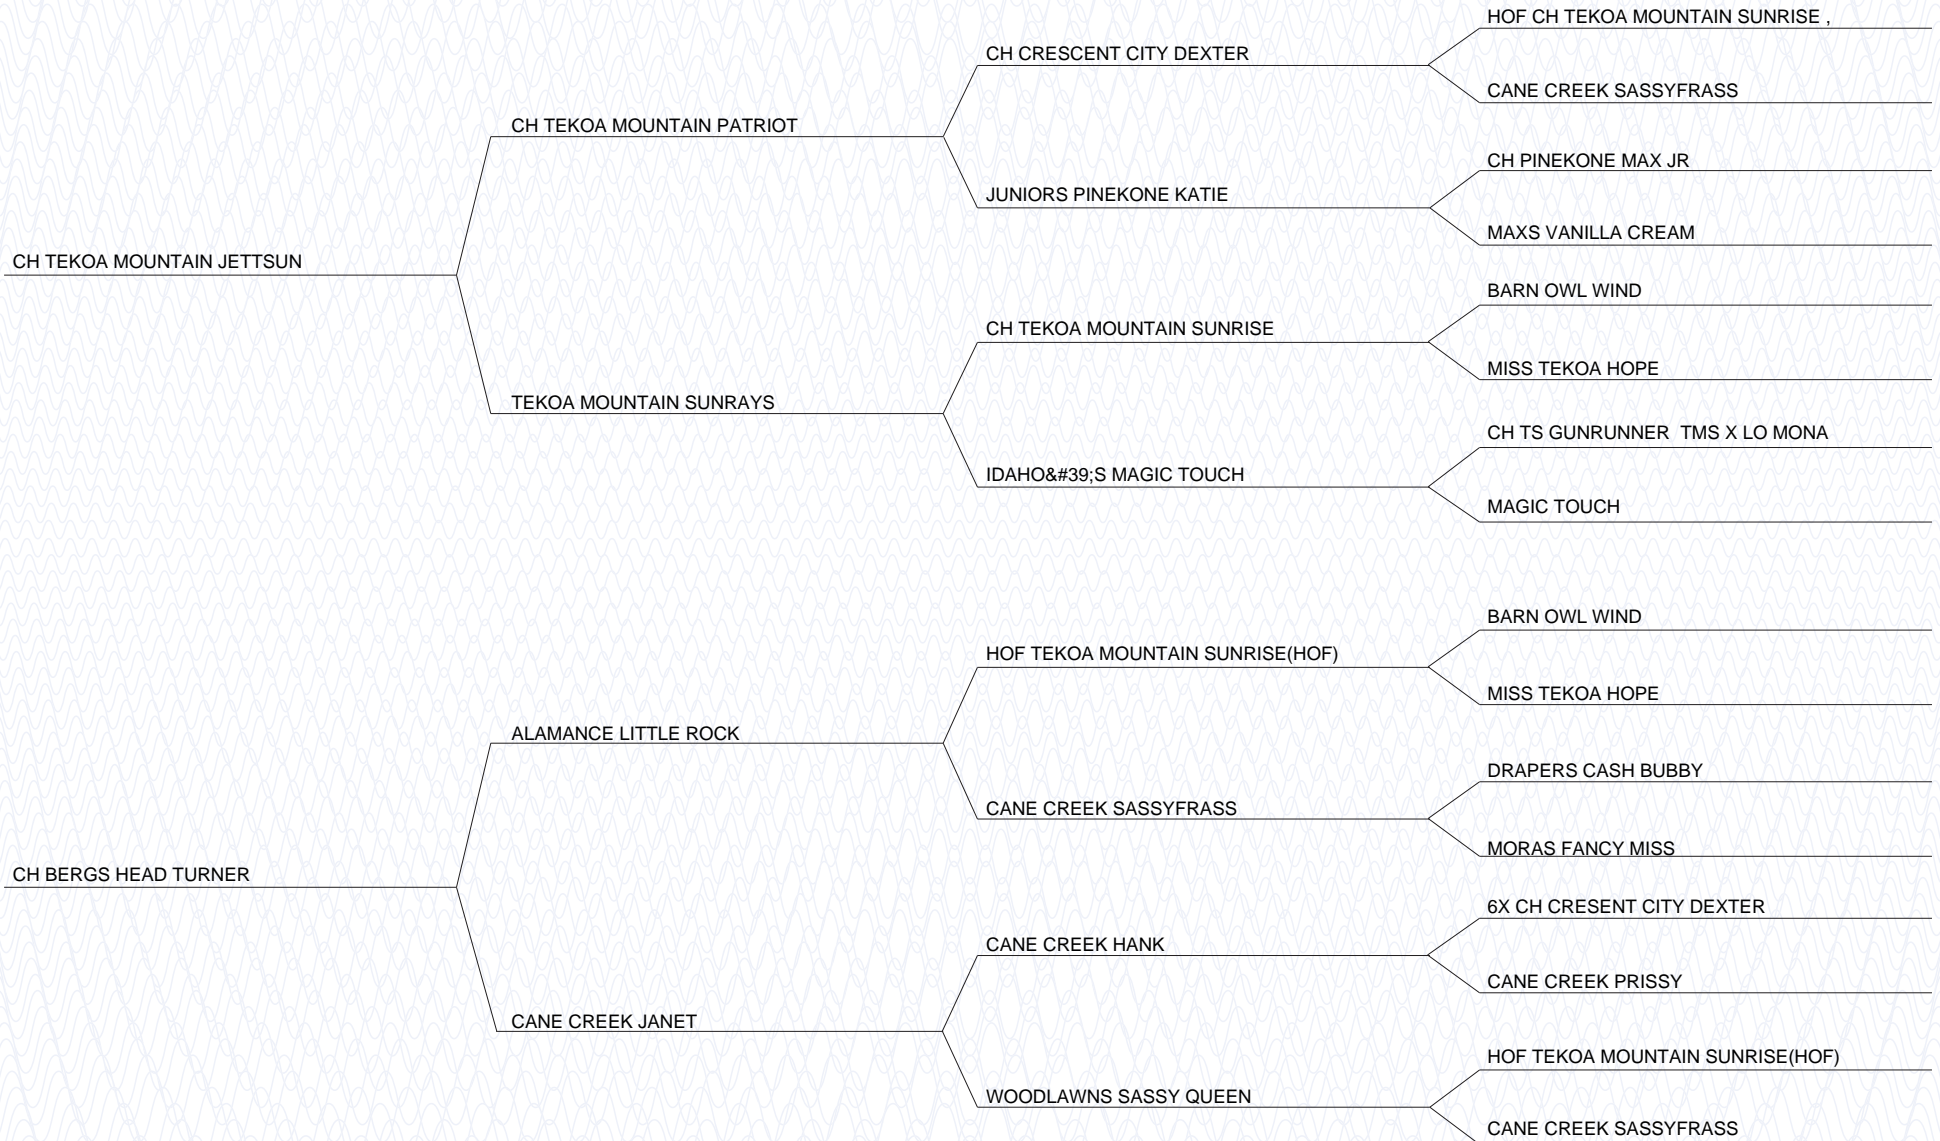 HOF CH TEKOA MOUNTAIN SUNRISE ,
CH CRESCENT CITY DEXTER
CANE CREEK SASSYFRASS
CH TEKOA MOUNTAIN PATRIOT
CH PINEKONE MAX JR
JUNIORS PINEKONE KATIE
MAXS VANILLA CREAM
CH TEKOA MOUNTAIN JETTSUN
BARN OWL WIND
CH TEKOA MOUNTAIN SUNRISE
MISS TEKOA HOPE
TEKOA MOUNTAIN SUNRAYS
CH TS GUNRUNNER  TMS X LO MONA
IDAHO&#39;S MAGIC TOUCH
MAGIC TOUCH
BARN OWL WIND
HOF TEKOA MOUNTAIN SUNRISE(HOF)
MISS TEKOA HOPE
ALAMANCE LITTLE ROCK
DRAPERS CASH BUBBY
CANE CREEK SASSYFRASS
MORAS FANCY MISS
CH BERGS HEAD TURNER
6X CH CRESENT CITY DEXTER
CANE CREEK HANK
CANE CREEK PRISSY
CANE CREEK JANET
HOF TEKOA MOUNTAIN SUNRISE(HOF)
WOODLAWNS SASSY QUEEN
CANE CREEK SASSYFRASS